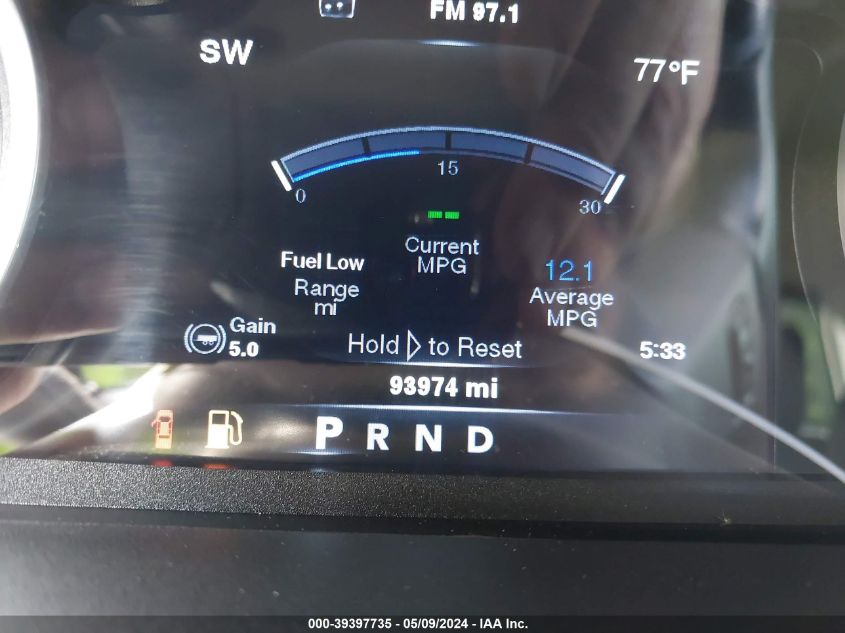 FM 97.1
SW
77°F
15
0
30
Current
MPG
Fuel Low
Range
mi
12.1
Average
MPG
Gain
5.0
Hold ▷ to Reset
5:33
93974 mi
P R N D
000-39397735 - 05/09/2024 - IAA Inc.